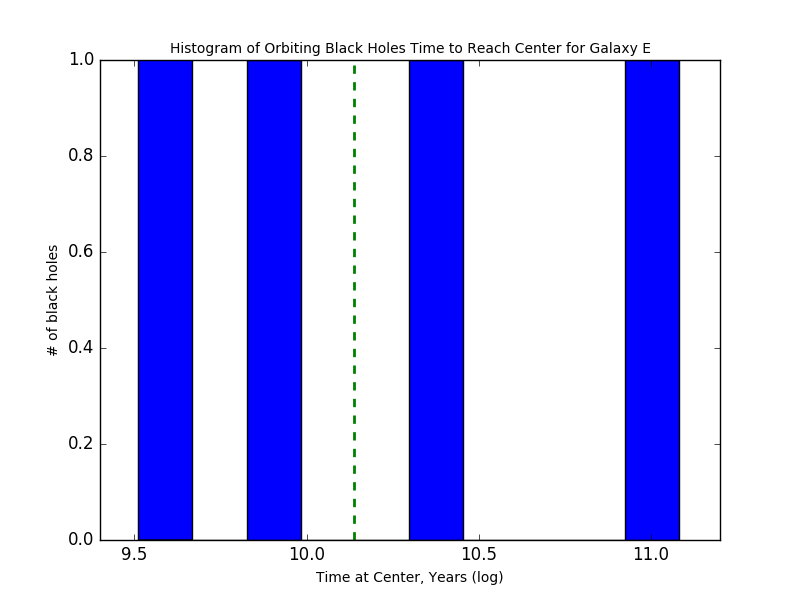 Histogram of Orbiting Black Holes Time to Reach Center for Galaxy E
1.0
0.8
0.6
0.4
0.2
0.0
# of black holes
9.5 10.0 10.5 11.0
Time at Center, Years (log)